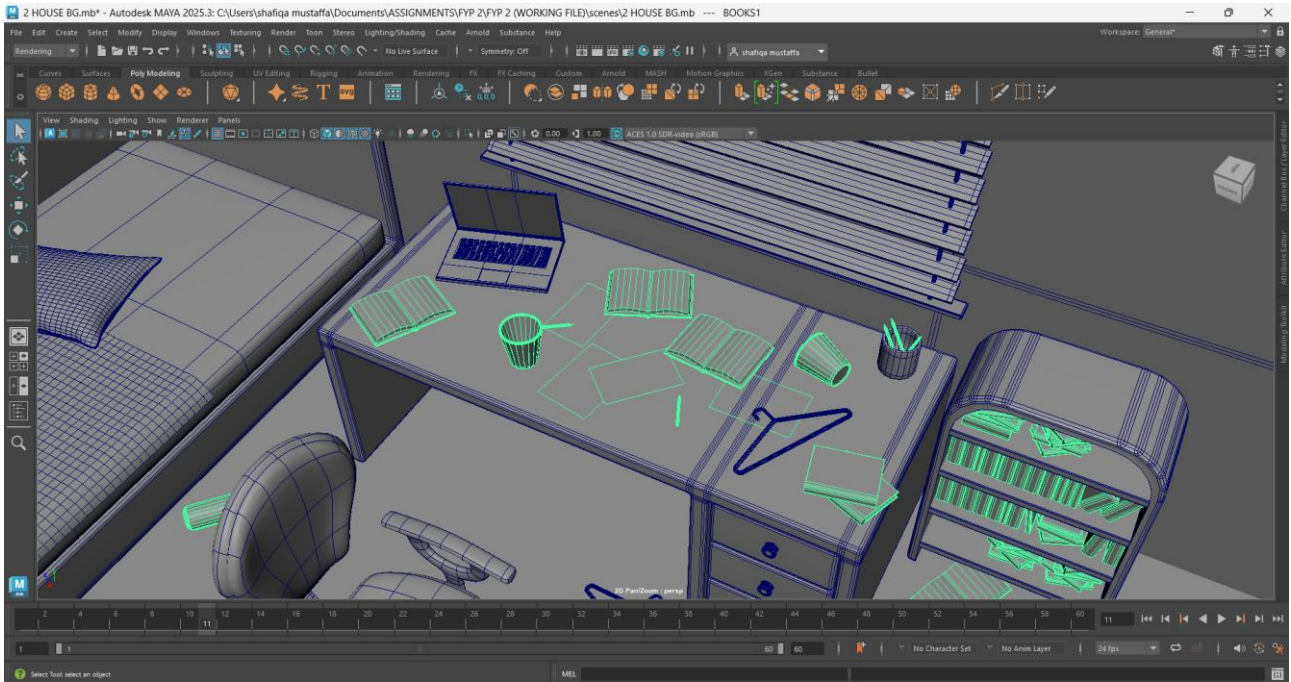 2 HOUSE BG.mb* - Autodesk MAYA 2025.3: C:\Users\shafiqa mustaffa\Documents\ASSIGNMENTS\FYP 2\FYP 2 (WORKING FILE)\scenes\2 HOUSE BG.mb --- BOOKS1
File Edit Create Select Modify Display Windows Texturing Render Toon Stereo Lighting/Shading Cache Arnold Substance Help
Workspace: General*
Rendering
No Live Surface
Symmetry: Off
shafiqa mustaffa
Curves Surfaces Poly Modeling Sculpting UV Editing Rigging Animation Rendering FX FX Caching Custom Arnold MASH Motion Graphics XGen Substance Bullet
T
svg
View Shading Lighting Show Renderer Panels
0.00 1.00 ACES 1.0 SDR-video (sRGB)
Channel Box / Layer Editor
Attribute Editor
Modeling Toolkit
2D Pan/Zoom : persp
M
2 4 6 8 10 12 14 16 18 20 22 24 26 28 30 32 34 36 38 40 42 44 46 48 50 52 54 56 58 60
11
11
1 1 60 60 No Character Set No Anim Layer 24 fps
Select Tool: select an object
MEL